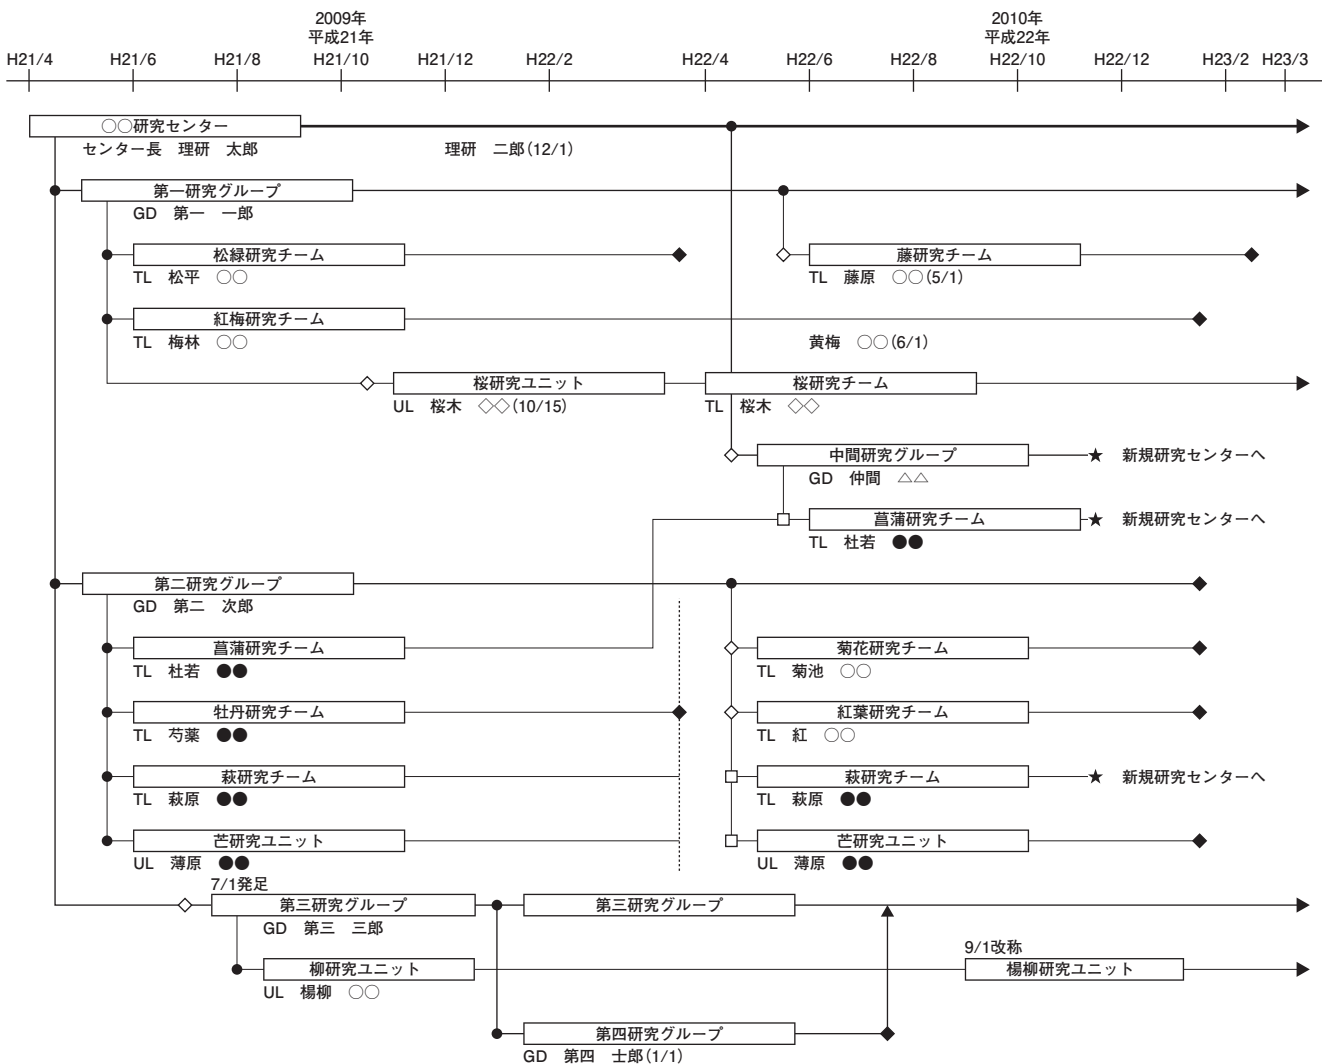 2009年
平成21年
2010年
平成22年
H21/4 H21/6 H21/8 H21/10 H21/12 H22/2 H22/4 H22/6 H22/8 H22/10 H22/12 H23/2 H23/3
○○研究センター
センター長 理研 太郎 理研 二郎(12/1)
第一研究グループ
GD 第一 一郎
松緑研究チーム 藤研究チーム
TL 松平 ○○ TL 藤原 ○○(5/1)
紅梅研究チーム
TL 梅林 ○○ 黄梅 ○○(6/1)
桜研究ユニット 桜研究チーム
UL 桜木 ◇◇(10/15) TL 桜木 ◇◇
中間研究グループ ★ 新規研究センターへ
GD 仲間 △△
菖蒲研究チーム ★ 新規研究センターへ
TL 杜若 ●●
第二研究グループ
GD 第二 次郎
菖蒲研究チーム 菊花研究チーム
TL 杜若 ●● TL 菊池 ○○
牡丹研究チーム 紅葉研究チーム
TL 芍薬 ●● TL 紅 ○○
萩研究チーム 萩研究チーム ★ 新規研究センターへ
TL 萩原 ●● TL 萩原 ●●
芒研究ユニット 芒研究ユニット
UL 薄原 ●● UL 薄原 ●●
7/1発足
第三研究グループ 第三研究グループ
GD 第三 三郎
9/1改称
柳研究ユニット 楊柳研究ユニット
UL 楊柳 ○○
第四研究グループ
GD 第四 士郎(1/1)